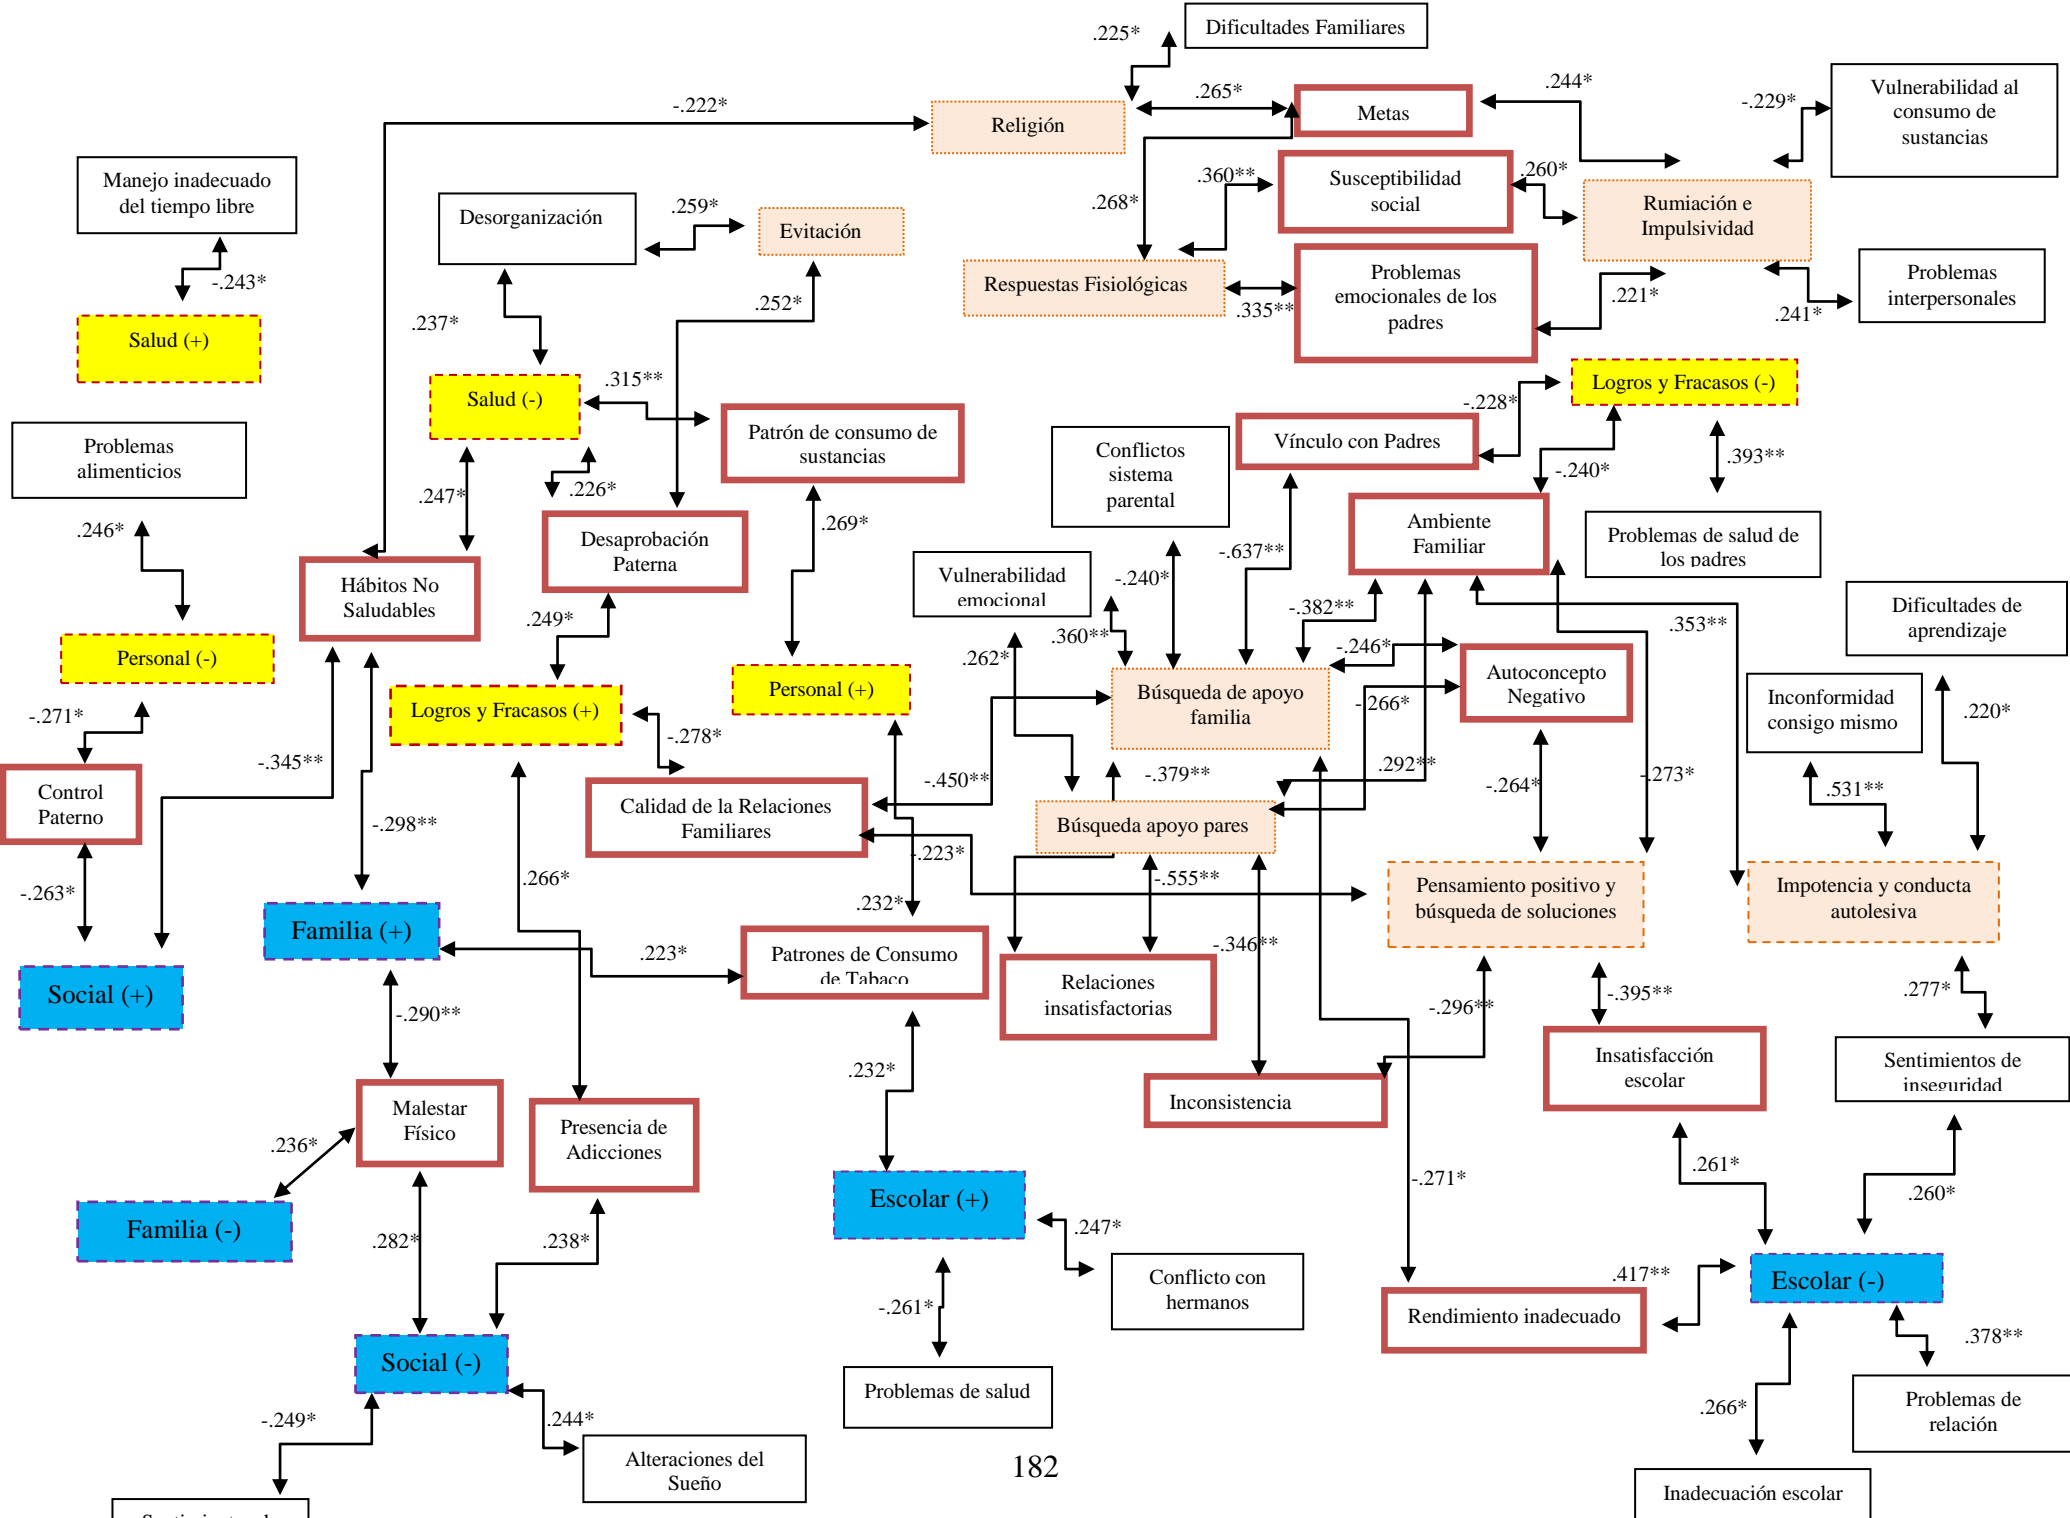 Dificultades Familiares
.225*
-.222*
.265*
Metas
.244*
-.229*
Vulnerabilidad al
consumo de
sustancias
Religión
Manejo inadecuado
del tiempo libre
Desorganización
.259*
Evitación
.268*
.360**
Susceptibilidad
social
.260*
Rumiación e
Impulsividad
-.243*
Salud (+)
.237*
.252*
Respuestas Fisiológicas
.335**
Problemas
emocionales de los
padres
.221*
.241*
Problemas
interpersonales
Salud (-)
.315**
Logros y Fracasos (-)
-.228*
Patrón de consumo de
sustancias
Vínculo con Padres
-.240*
.393**
Problemas
alimenticios
Conflictos
sistema
parental
.246*
.247*
.226*
.269*
Desaprobación
Paterna
Ambiente
Familiar
Problemas de salud de
los padres
-.637**
-.240*
Hábitos No
Saludables
Vulnerabilidad
emocional
.249*
-.382**
.353**
Dificultades de
aprendizaje
.360**
-.246*
.262*
Personal (-)
Personal (+)
Búsqueda de apoyo
familia
Autoconcepto
Negativo
Inconformidad
consigo mismo
-.271*
Logros y Fracasos (+)
-.266*
.220*
-.278*
-.345**
-.450**
-.379**
.292**
-.264*
-.273*
.531**
Control
Paterno
Calidad de la Relaciones
Familiares
Búsqueda apoyo pares
-.298**
-.223*
-.263*
.266*
.232*
-.555**
Pensamiento positivo y
búsqueda de soluciones
Impotencia y conducta
autolesiva
Familia (+)
.223*
Patrones de Consumo
de Tabaco
-.346**
Social (+)
Relaciones
insatisfactorias
-.290**
-.296**
-.395**
.277*
.232*
Insatisfacción
escolar
Sentimientos de
inseguridad
Malestar
Físico
Presencia de
Adicciones
Inconsistencia
.236*
-.271*
.261*
.260*
Escolar (+)
Familia (-)
.282*
.238*
.247*
Conflicto con
hermanos
.417**
Escolar (-)
-.261*
Rendimiento inadecuado
.378**
Social (-)
Problemas de salud
-.249*
.244*
.266*
Problemas de
relación
Alteraciones del
Sueño
182
Inadecuación escolar